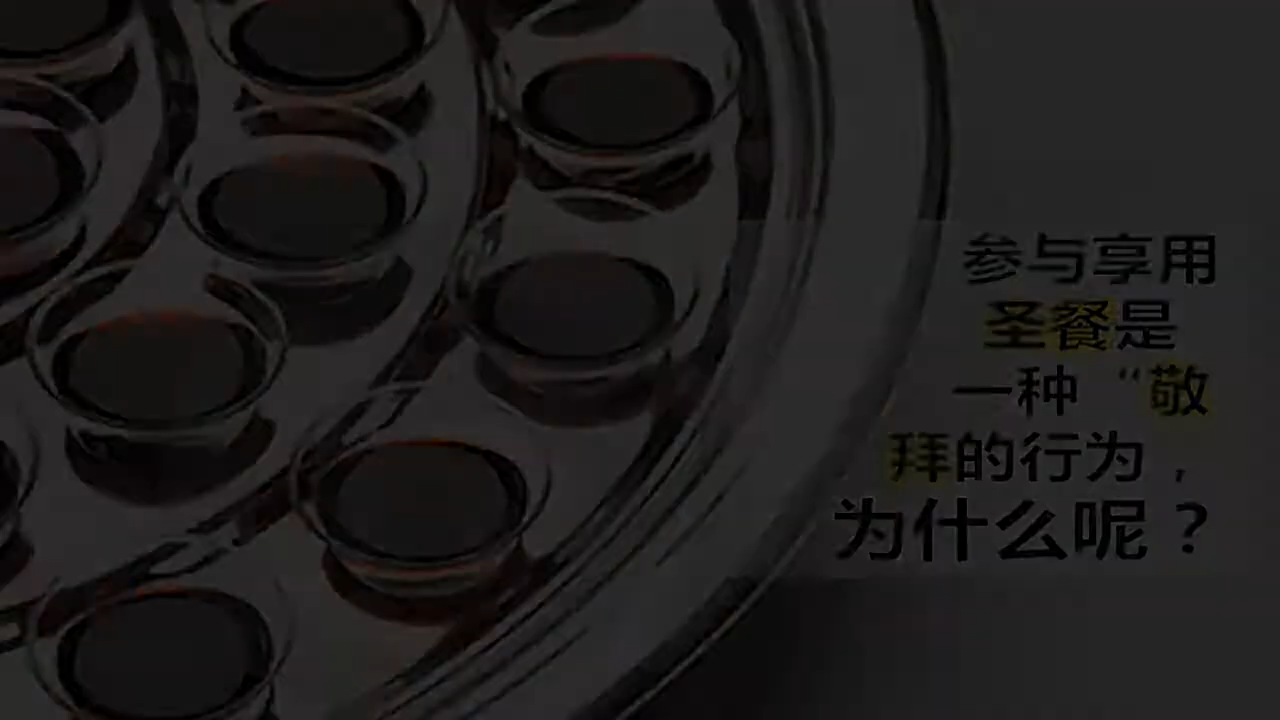 参与享用
圣餐是
一种“敬
拜的行为，
为什么呢？